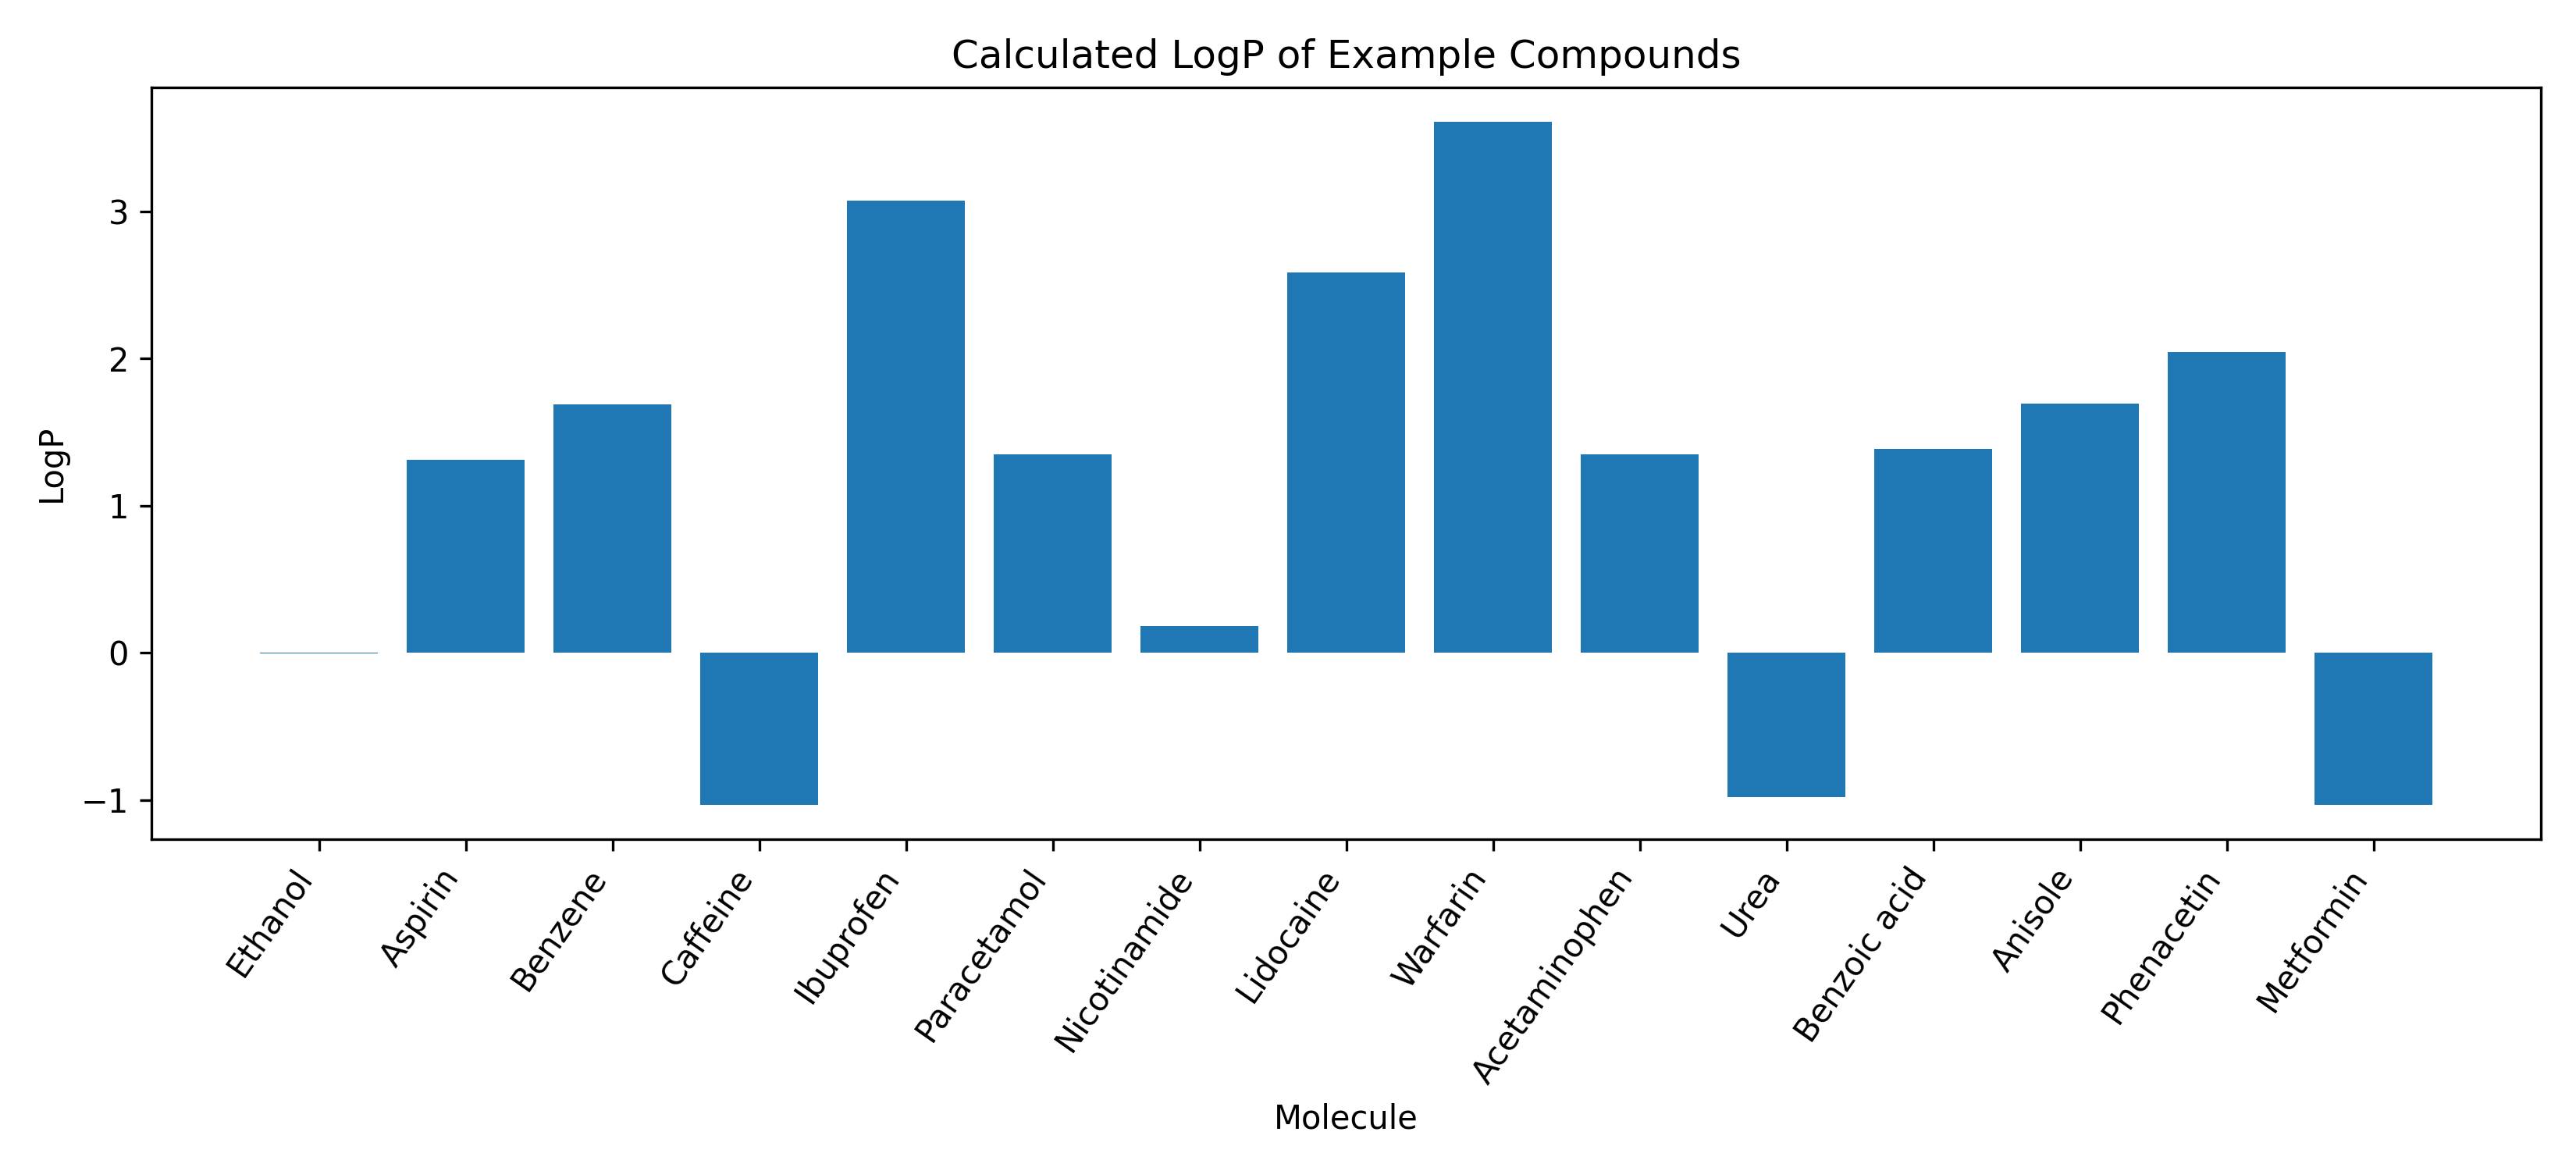 Calculated LogP of Example Compounds
LogP
3
2
1
0
−1
Ethanol
Aspirin
Benzene
Caffeine
Ibuprofen
Paracetamol
Nicotinamide
Lidocaine
Warfarin
Acetaminophen
Urea
Benzoic acid
Anisole
Phenacetin
Metformin
Molecule